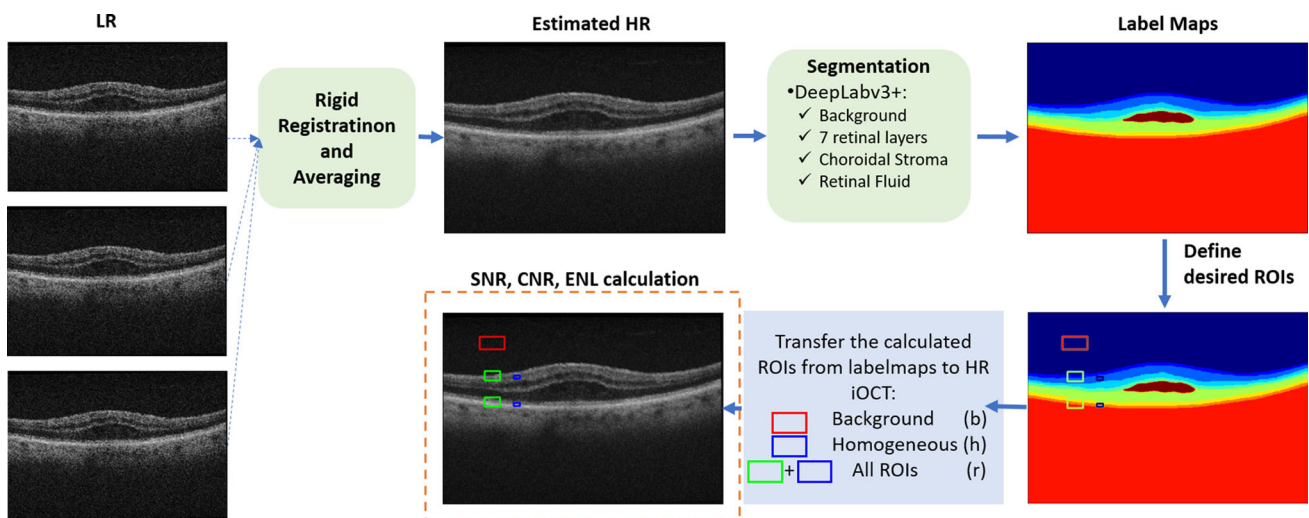 LR
Rigid
Registratinon
and
Averaging
Estimated HR
Segmentation
•DeepLabv3+:
✓ Background
✓ 7 retinal layers
✓ Choroidal Stroma
✓ Retinal Fluid
Label Maps
Define
desired ROIs
Transfer the calculated
ROIs from labelmaps to HR
iOCT:
Background (b)
Homogeneous (h)
+ All ROIs (r)
SNR, CNR, ENL calculation